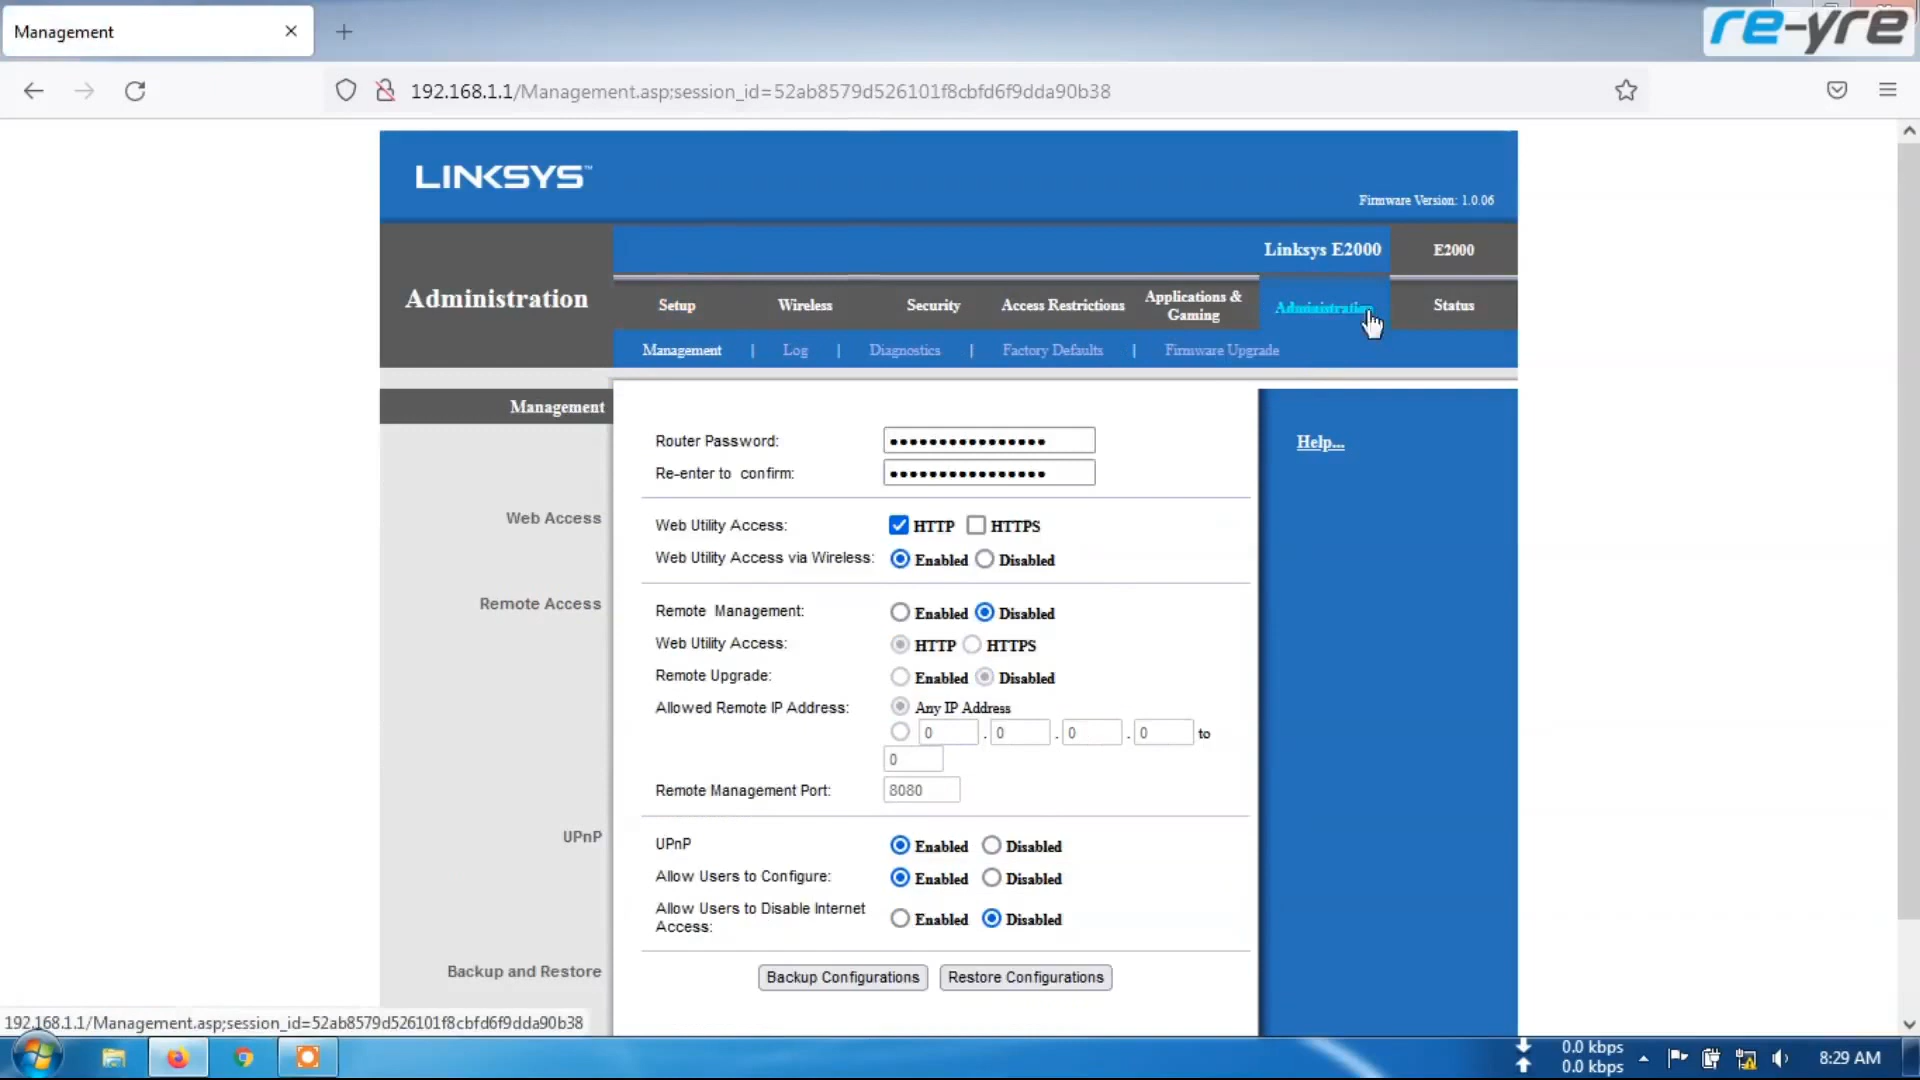 Management
re-yre
192.168.1.1/Management.asp;session_id=52ab8579d526101f8cbfd6f9dda90b38
LINKSYS™
Firmware Version: 1.0.06
Linksys E2000
E2000
Administration
Setup
Wireless
Security
Access Restrictions
Applications &
Gaming
Administration
Status
Management | Log | Diagnostics | Factory Defaults | Firmware Upgrade
Management
Router Password: ••••••••••••••••
Re-enter to confirm: ••••••••••••••••
Help...
Web Access
Web Utility Access: HTTP HTTPS
Web Utility Access via Wireless: Enabled Disabled
Remote Access
Remote Management: Enabled Disabled
Web Utility Access: HTTP HTTPS
Remote Upgrade: Enabled Disabled
Allowed Remote IP Address: Any IP Address
0 . 0 . 0 . 0 to
0
Remote Management Port: 8080
UPnP
UPnP Enabled Disabled
Allow Users to Configure: Enabled Disabled
Allow Users to Disable Internet
Access: Enabled Disabled
Backup and Restore
Backup Configurations Restore Configurations
192.168.1.1/Management.asp;session_id=52ab8579d526101f8cbfd6f9dda90b38
0.0 kbps
0.0 kbps
8:29 AM